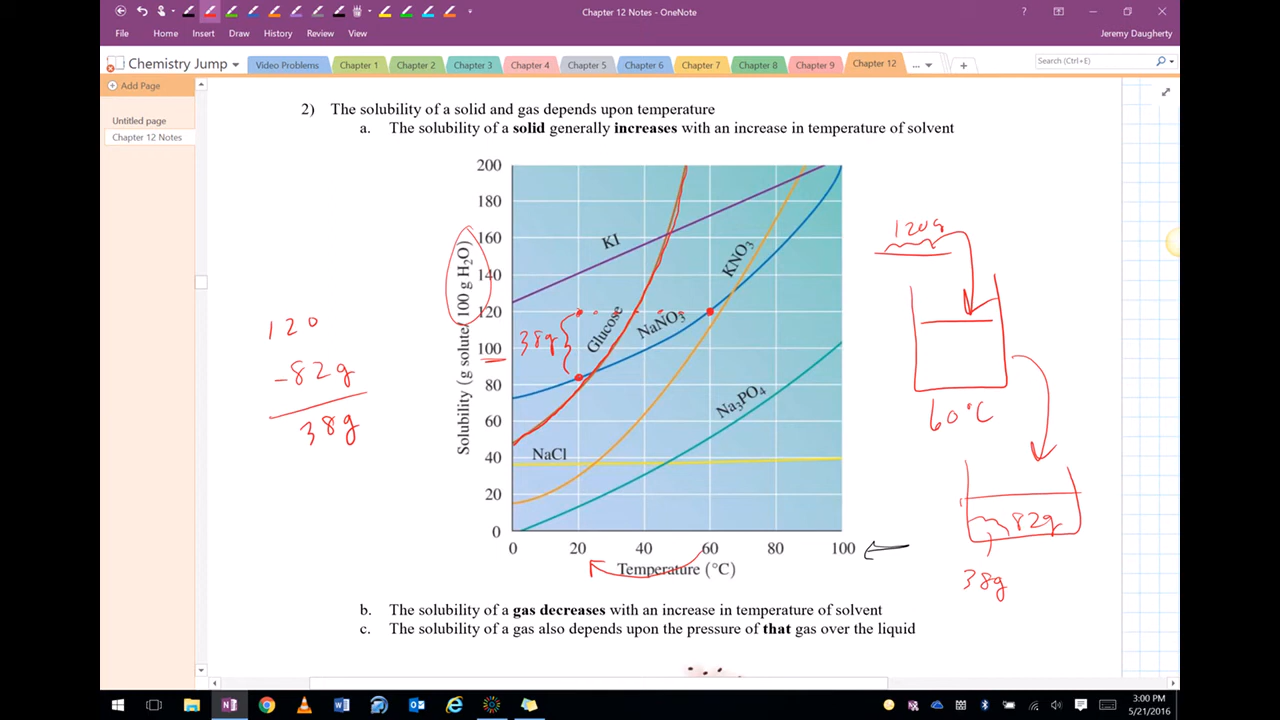 Chapter 12 Notes - OneNote
Jeremy Daugherty
File Home Insert Draw History Review View
Chemistry Jump Video Problems Chapter 1 Chapter 2 Chapter 3 Chapter 4 Chapter 5 Chapter 6 Chapter 7 Chapter 8 Chapter 9 Chapter 12 ... Search (Ctrl+E)
Add Page
Untitled page
Chapter 12 Notes
2) The solubility of a solid and gas depends upon temperature
a. The solubility of a solid generally increases with an increase in temperature of solvent
Solubility (g solute/100 g H₂O)
200
180
160
140
120
100
80
60
40
20
0
KI
Glucose
NaNO₃
KNO₃
Na₃PO₄
NaCl
38g
0 20 40 60 80 100
Temperature (°C)
120
-82g
38g
120g
60°C
82g
38g
b. The solubility of a gas decreases with an increase in temperature of solvent
c. The solubility of a gas also depends upon the pressure of that gas over the liquid
3:00 PM
5/21/2016